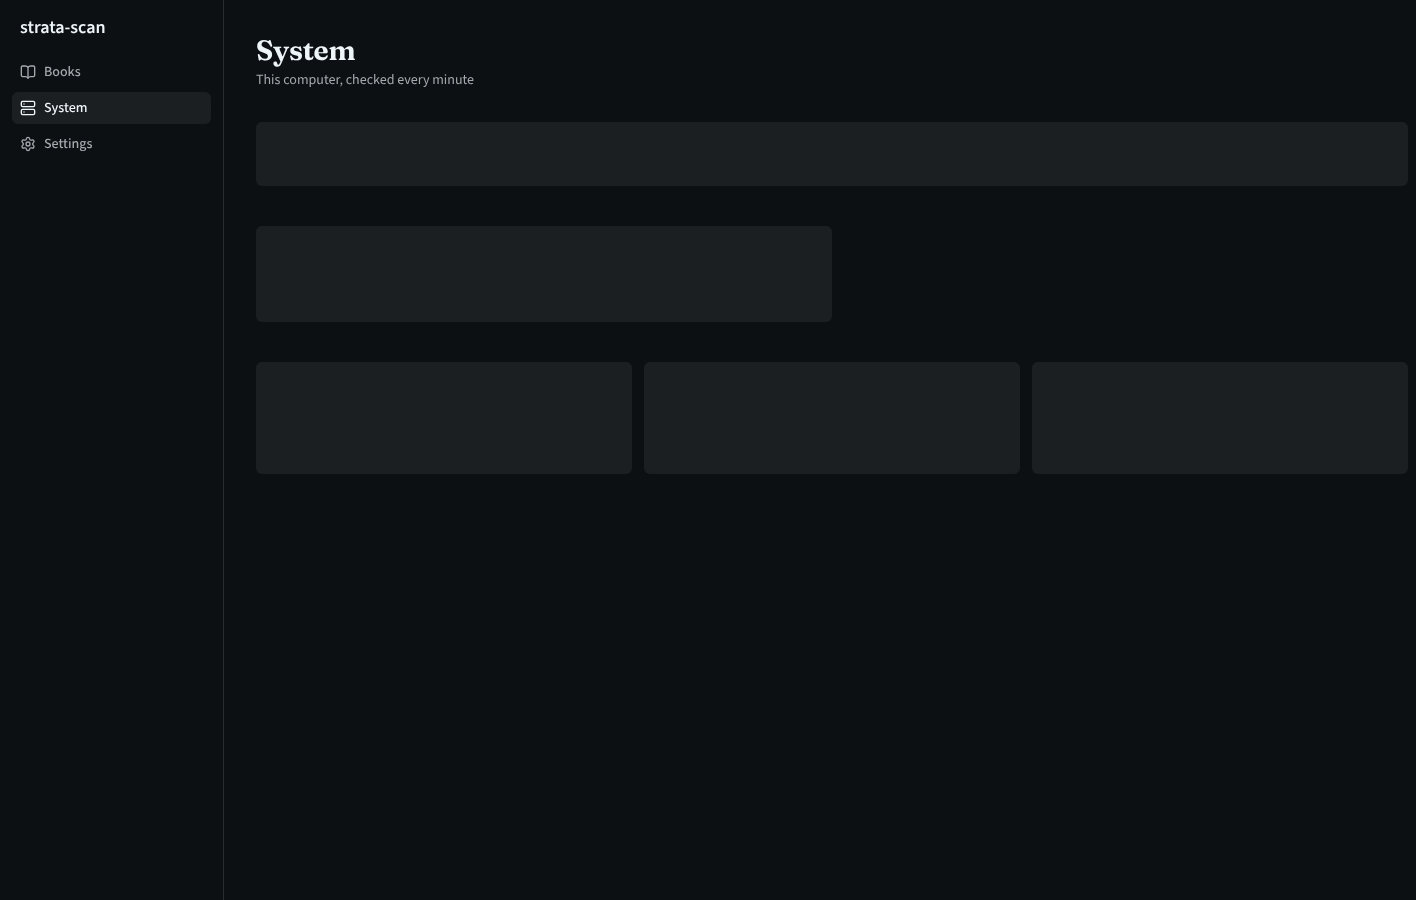 strata-scan
Books
System
Settings
System
This computer, checked every minute